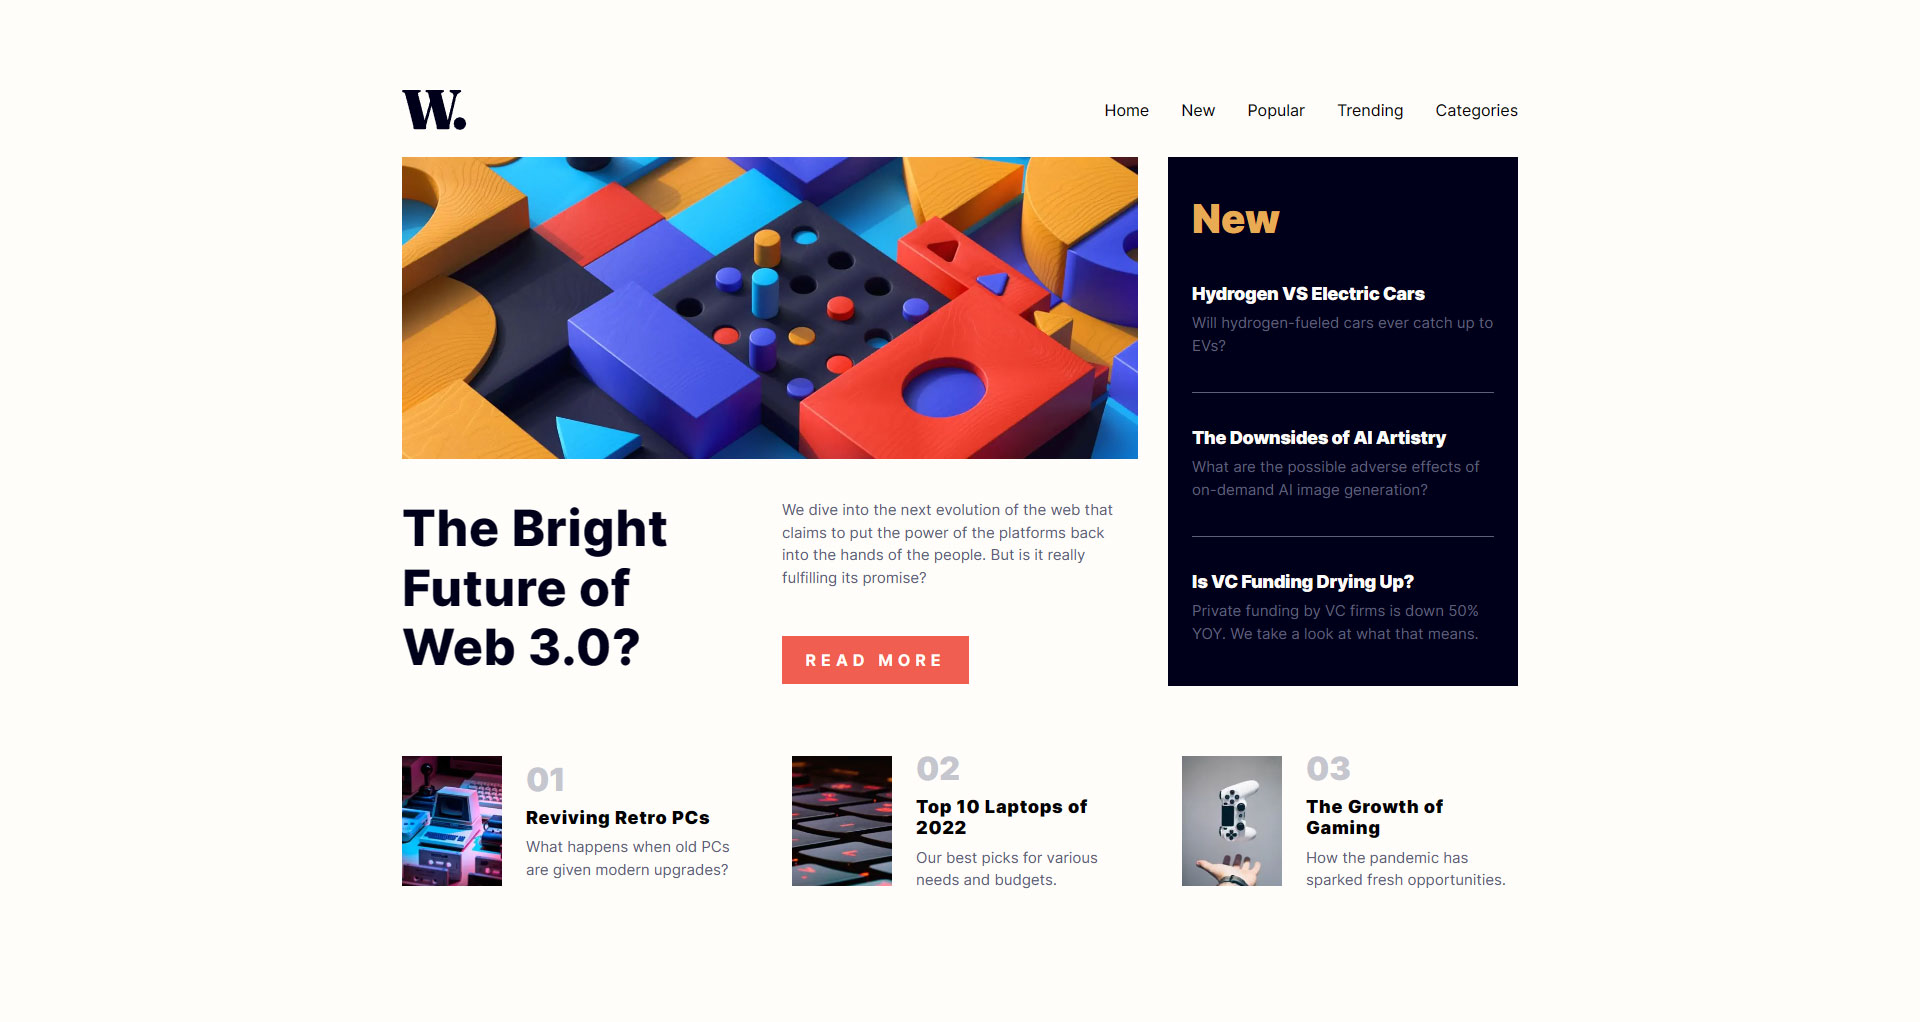 W.
Home
New
Popular
Trending
Categories
New
Hydrogen VS Electric Cars
Will hydrogen-fueled cars ever catch up to
EVs?
The Downsides of AI Artistry
What are the possible adverse effects of
on-demand AI image generation?
Is VC Funding Drying Up?
Private funding by VC firms is down 50%
YOY. We take a look at what that means.
The Bright
Future of
Web 3.0?
We dive into the next evolution of the web that
claims to put the power of the platforms back
into the hands of the people. But is it really
fulfilling its promise?
READ MORE
01
Reviving Retro PCs
What happens when old PCs
are given modern upgrades?
02
Top 10 Laptops of
2022
Our best picks for various
needs and budgets.
03
The Growth of
Gaming
How the pandemic has
sparked fresh opportunities.